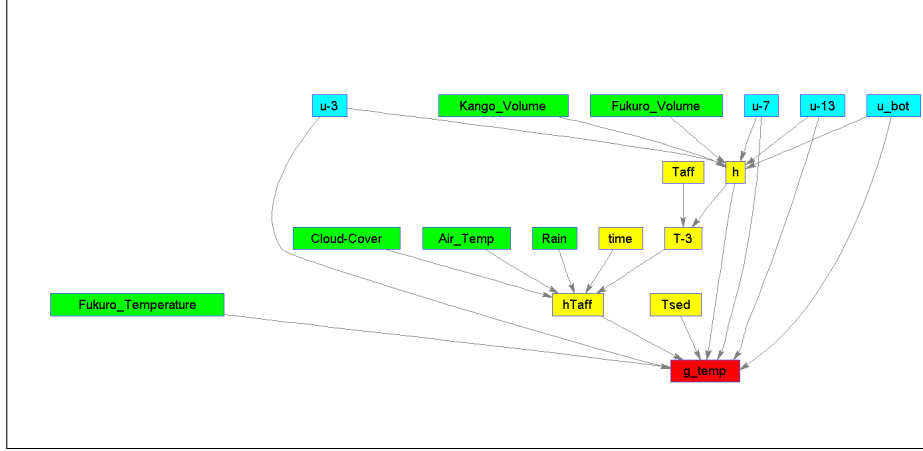 u-3 Kango_Volume Fukuro_Volume u-7 u-13 u_bot
Taff h
Cloud-Cover Air_Temp Rain time T-3
Fukuro_Temperature hTaff Tsed
g_temp